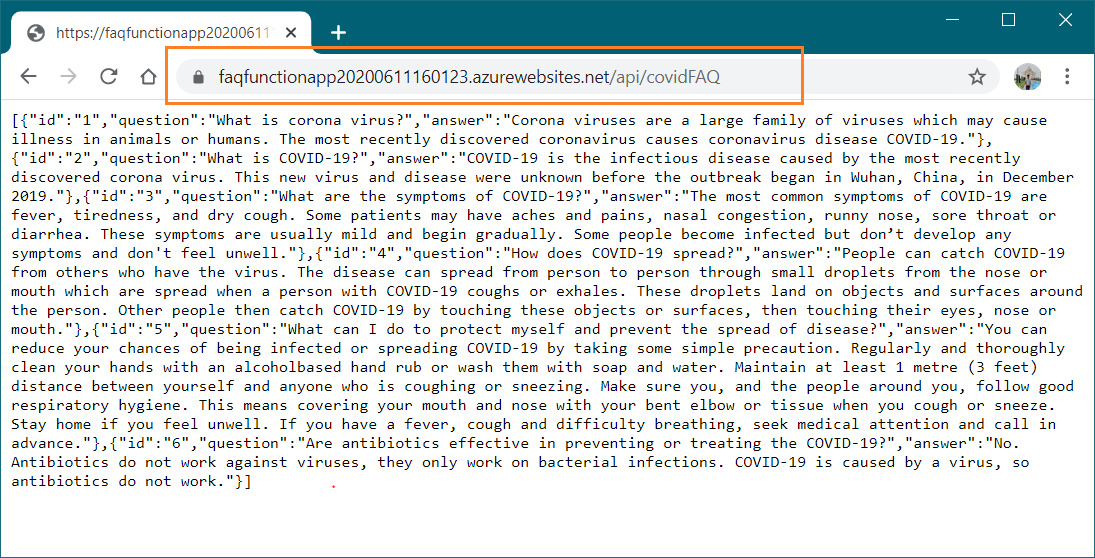 https://faqfunctionapp2020061116
faqfunctionapp20200611160123.azurewebsites.net/api/covidFAQ
[{"id":"1","question":"What is corona virus?","answer":"Corona viruses are a large family of viruses which may cause
illness in animals or humans. The most recently discovered coronavirus causes coronavirus disease COVID-19."},
{"id":"2","question":"What is COVID-19?","answer":"COVID-19 is the infectious disease caused by the most recently
discovered corona virus. This new virus and disease were unknown before the outbreak began in Wuhan, China, in December
2019."},{"id":"3","question":"What are the symptoms of COVID-19?","answer":"The most common symptoms of COVID-19 are
fever, tiredness, and dry cough. Some patients may have aches and pains, nasal congestion, runny nose, sore throat or
diarrhea. These symptoms are usually mild and begin gradually. Some people become infected but don’t develop any
symptoms and don't feel unwell."},{"id":"4","question":"How does COVID-19 spread?","answer":"People can catch COVID-19
from others who have the virus. The disease can spread from person to person through small droplets from the nose or
mouth which are spread when a person with COVID-19 coughs or exhales. These droplets land on objects and surfaces around
the person. Other people then catch COVID-19 by touching these objects or surfaces, then touching their eyes, nose or
mouth."},{"id":"5","question":"What can I do to protect myself and prevent the spread of disease?","answer":"You can
reduce your chances of being infected or spreading COVID-19 by taking some simple precaution. Regularly and thoroughly
clean your hands with an alcoholbased hand rub or wash them with soap and water. Maintain at least 1 metre (3 feet)
distance between yourself and anyone who is coughing or sneezing. Make sure you, and the people around you, follow good
respiratory hygiene. This means covering your mouth and nose with your bent elbow or tissue when you cough or sneeze.
Stay home if you feel unwell. If you have a fever, cough and difficulty breathing, seek medical attention and call in
advance."},{"id":"6","question":"Are antibiotics effective in preventing or treating the COVID-19?","answer":"No.
Antibiotics do not work against viruses, they only work on bacterial infections. COVID-19 is caused by a virus, so
antibiotics do not work."}]